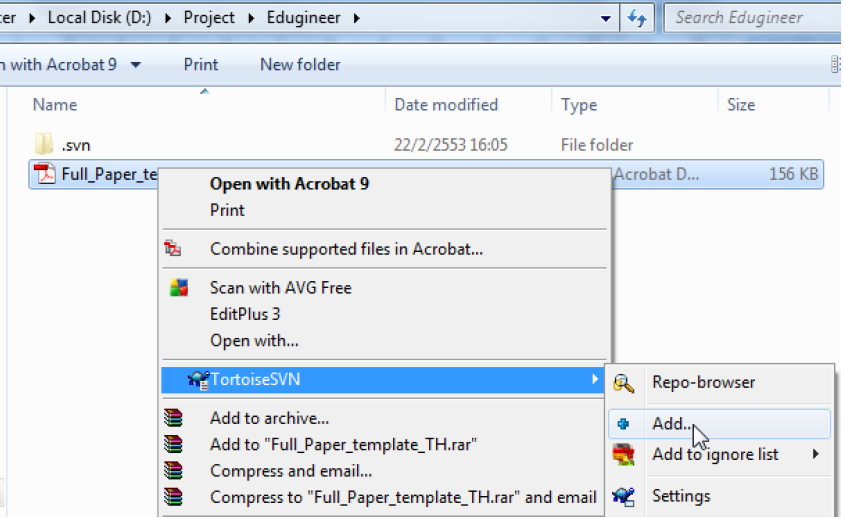 Local Disk (D:) Project Edugineer Search Edugineer
with Acrobat 9 Print New folder
Name Date modified Type Size
.svn 22/2/2553 16:05 File folder
Full_Paper_te Acrobat D... 156 KB
Open with Acrobat 9
Print
Combine supported files in Acrobat...
Scan with AVG Free
EditPlus 3
Open with...
TortoiseSVN
Repo-browser
Add to archive...
Add...
Add to "Full_Paper_template_TH.rar"
Add to ignore list
Compress and email...
Compress to "Full_Paper_template_TH.rar" and email
Settings